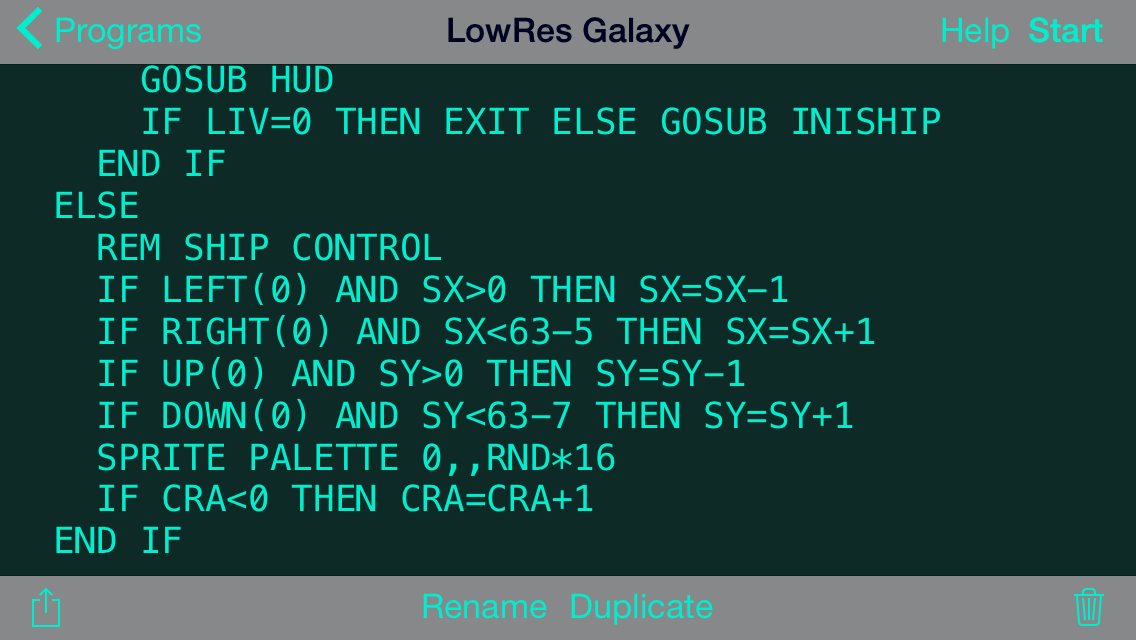 Programs LowRes Galaxy Help Start
GOSUB HUD
IF LIV=0 THEN EXIT ELSE GOSUB INISHIP
END IF
ELSE
REM SHIP CONTROL
IF LEFT(0) AND SX>0 THEN SX=SX-1
IF RIGHT(0) AND SX<63-5 THEN SX=SX+1
IF UP(0) AND SY>0 THEN SY=SY-1
IF DOWN(0) AND SY<63-7 THEN SY=SY+1
SPRITE PALETTE 0,,RND*16
IF CRA<0 THEN CRA=CRA+1
END IF
Rename Duplicate